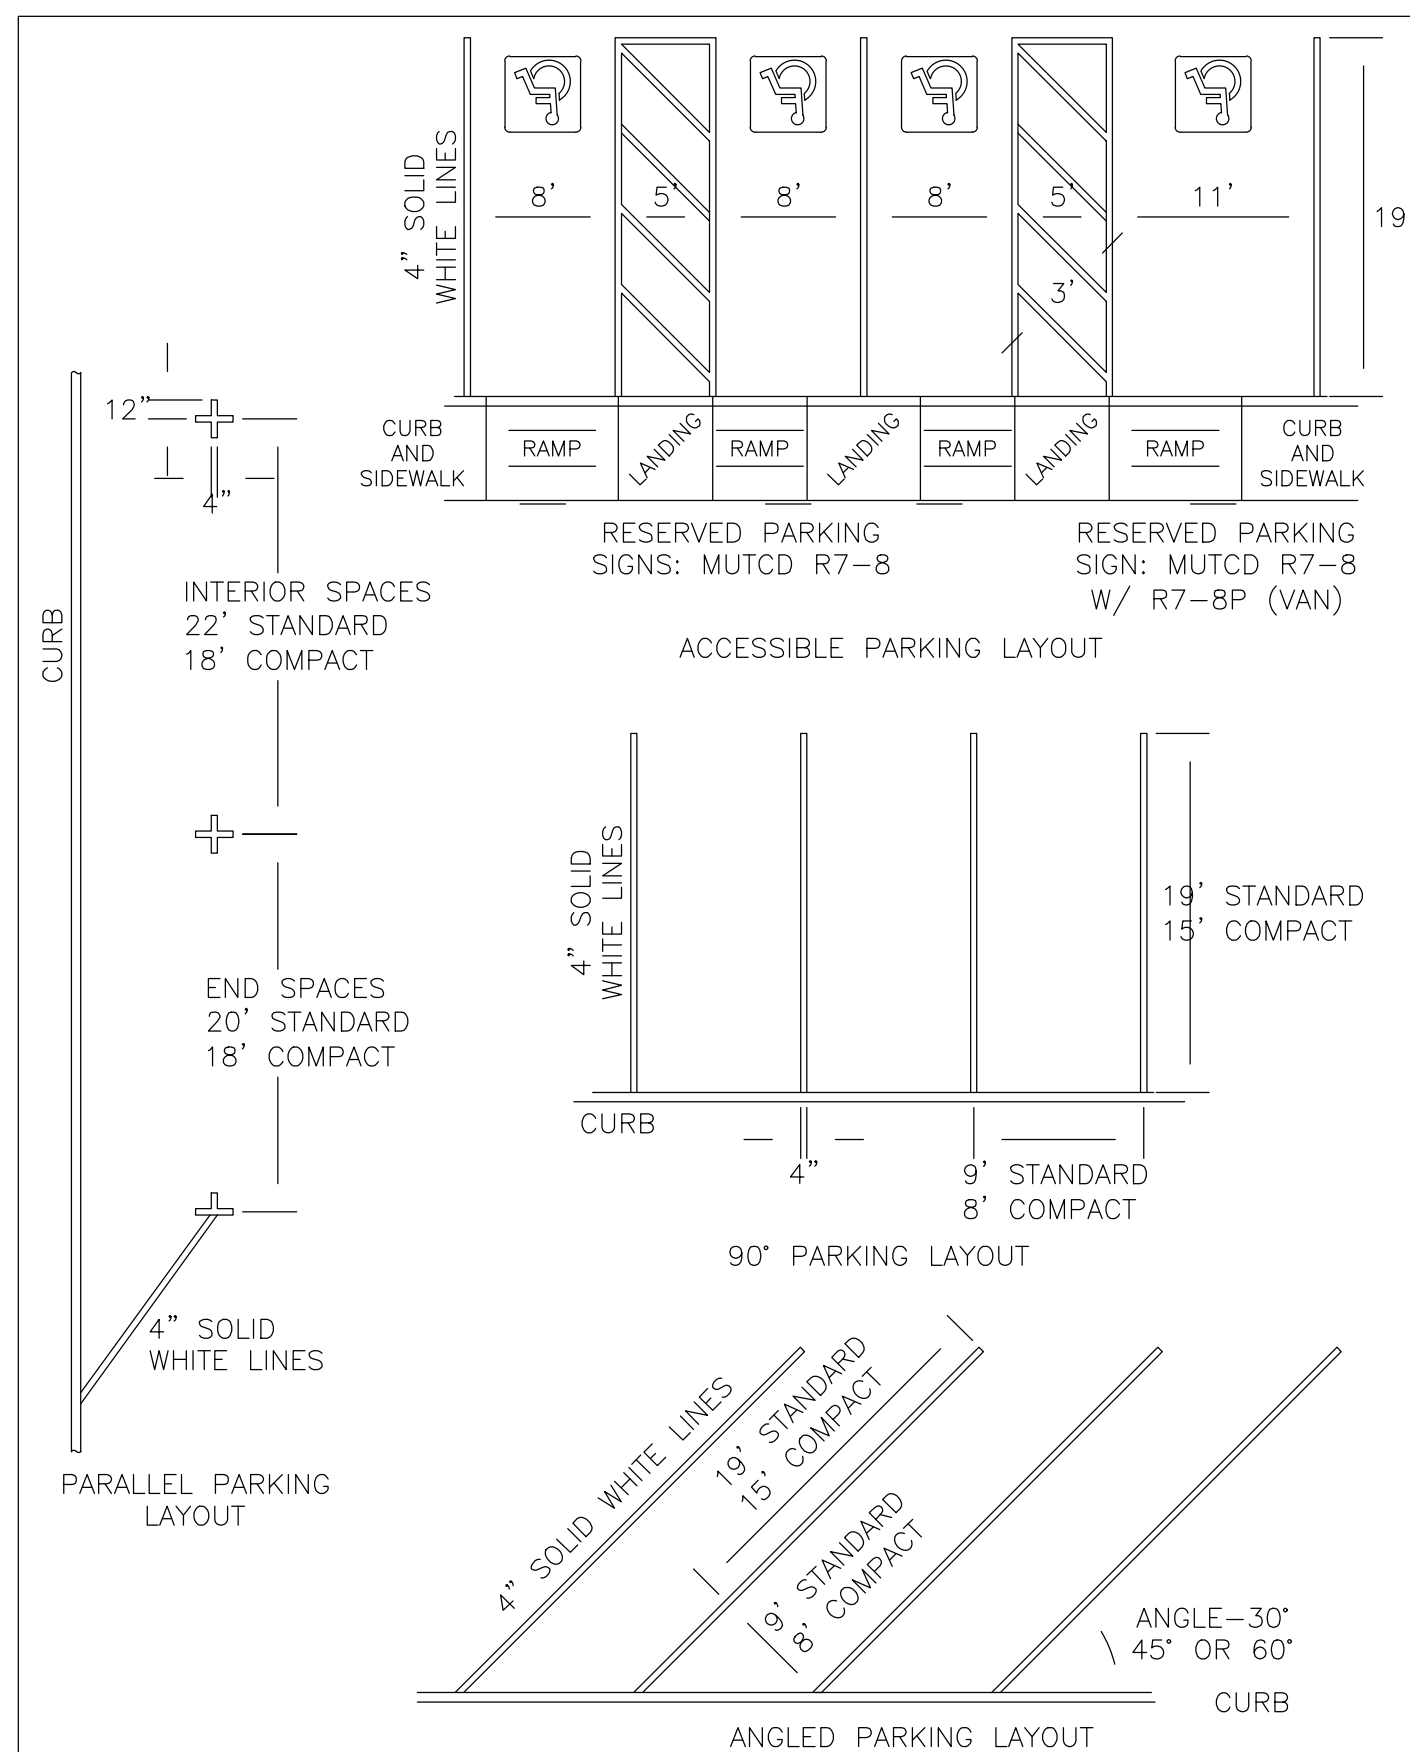 4" SOLID
WHITE LINES
8'
5'
8'
8'
5'
11'
19
3'
CURB
AND
SIDEWALK
RAMP
LANDING
RAMP
LANDING
RAMP
LANDING
RAMP
CURB
AND
SIDEWALK
RESERVED PARKING
SIGNS: MUTCD R7-8
RESERVED PARKING
SIGN: MUTCD R7-8
W/ R7-8P (VAN)
ACCESSIBLE PARKING LAYOUT
12"
4"
CURB
INTERIOR SPACES
22' STANDARD
18' COMPACT
END SPACES
20' STANDARD
18' COMPACT
4" SOLID
WHITE LINES
PARALLEL PARKING
LAYOUT
4" SOLID
WHITE LINES
19' STANDARD
15' COMPACT
CURB
4"
9' STANDARD
8' COMPACT
90° PARKING LAYOUT
4" SOLID WHITE LINES
19' STANDARD
15' COMPACT
9' STANDARD
8' COMPACT
ANGLE-30°
45° OR 60°
CURB
ANGLED PARKING LAYOUT